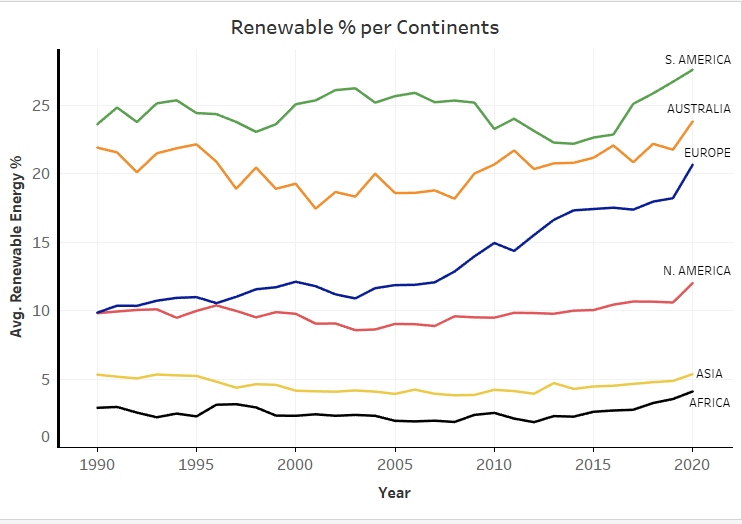 Renewable % per Continents
S. AMERICA
AUSTRALIA
EUROPE
N. AMERICA
ASIA
AFRICA
25
20
15
10
5
0
Avg. Renewable Energy %
1990 1995 2000 2005 2010 2015 2020
Year